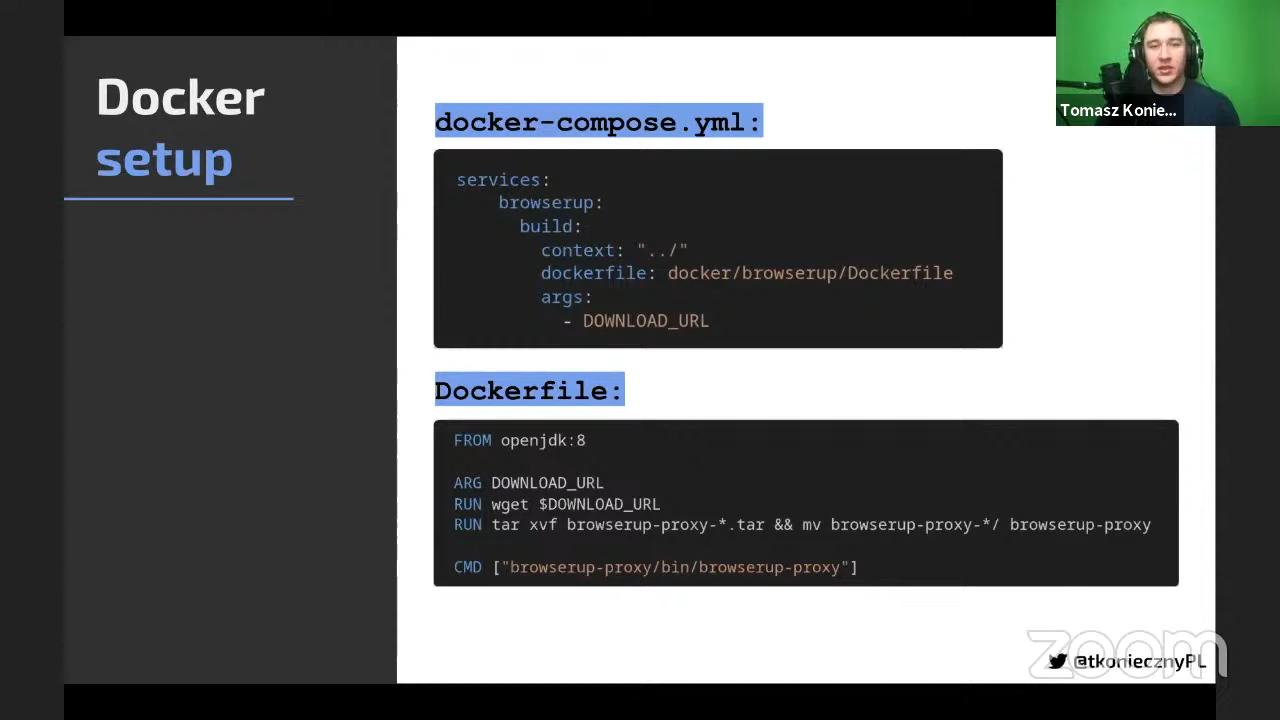 Docker
setup
docker-compose.yml:
services:
browserup:
build:
context: "../"
dockerfile: docker/browserup/Dockerfile
args:
- DOWNLOAD_URL
Dockerfile:
FROM openjdk:8
ARG DOWNLOAD_URL
RUN wget $DOWNLOAD_URL
RUN tar xvf browserup-proxy-*.tar && mv browserup-proxy-*/ browserup-proxy
CMD ["browserup-proxy/bin/browserup-proxy"]
Tomasz Konie...
zoom
@tkoniecznyPL